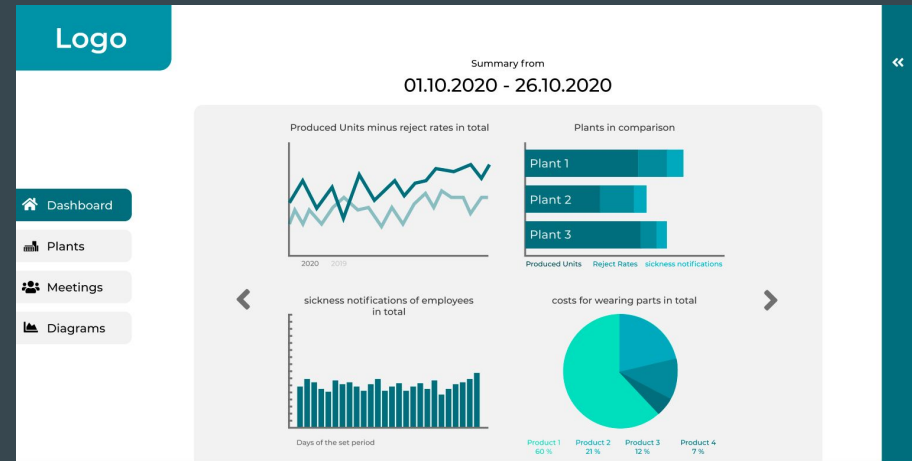 Logo
Summary from
01.10.2020 - 26.10.2020
Dashboard
Plants
Meetings
Diagrams
Produced Units minus reject rates in total
2020 2019
Plants in comparison
Plant 1
Plant 2
Plant 3
Produced Units Reject Rates sickness notifications
sickness notifications of employees
in total
Days of the set period
costs for wearing parts in total
Product 1 Product 2 Product 3 Product 4
60 % 21 % 12 % 7 %